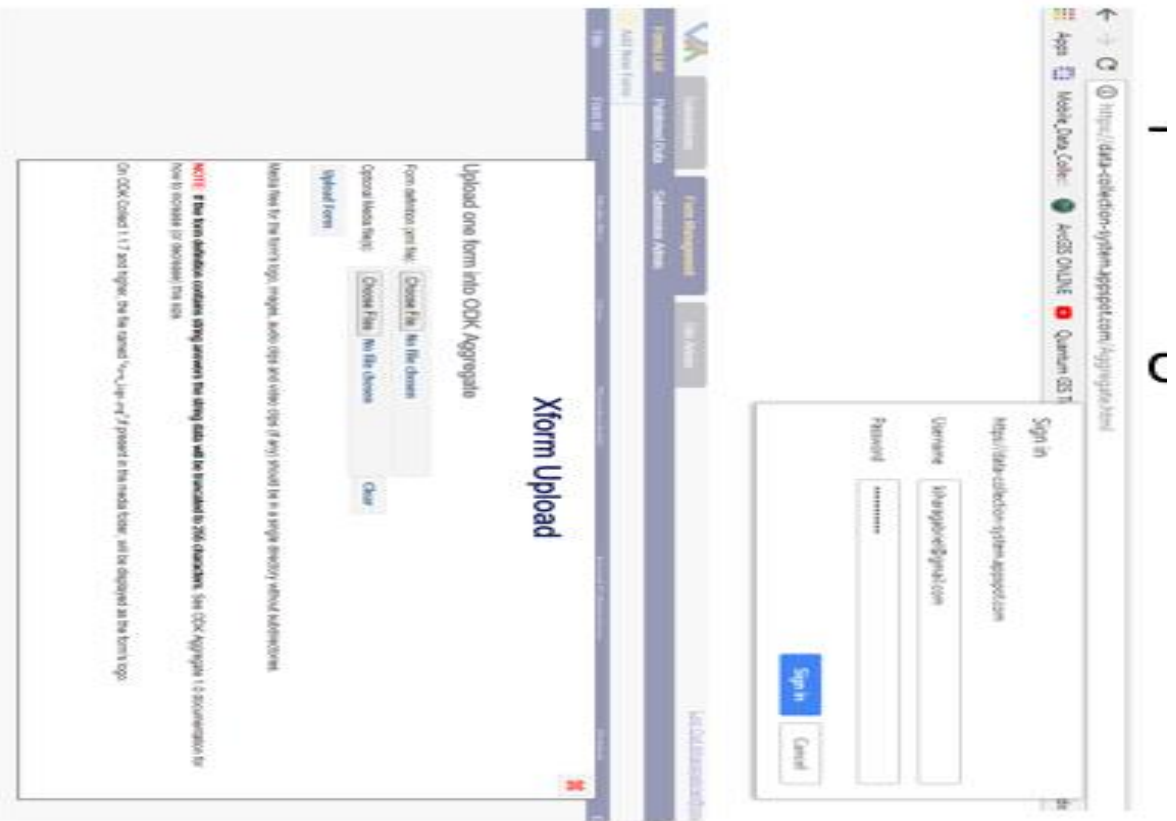 https://data-collection-system.appspot.com/Aggregate.html
Apps Mobile_Data_Collec ArcGIS ONLINE Quantum GIS T
Sign in
https://data-collection-system.appspot.com
Username kiharagabriel@gmail.com
Password
Sign in Cancel
Submissions Form Management Site Admin
Forms List Published Data Submission Admin
Add New Form
Title Form Id
Xform Upload
Upload one form into ODK Aggregate
Form definition (xml file): Choose File No file chosen
Optional Media file(s): Choose Files No file chosen Clear
Upload Form
Media files for the form's logo, images, audio clips and video clips (if any) should be in a single directory without subdirectories.
NOTE: If the form definition contains string answers the string data will be truncated to 255 characters. See ODK Aggregate 1.0 documentation for
how to increase (or decrease) this size.
On ODK Collect 1.1.7 and higher, the file named "form_logo.png" if present in the media folder, will be displayed as the form's logo.